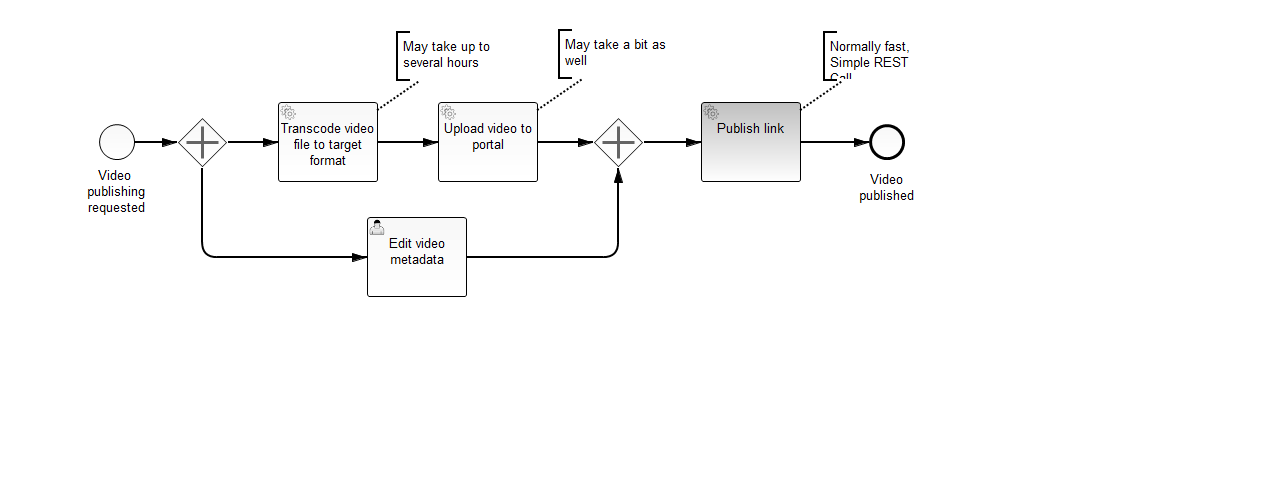 May take up to
several hours
May take a bit as
well
Normally fast,
Simple REST
Call
Transcode video
file to target
format
Upload video to
portal
Publish link
Video
publishing
requested
Video
published
Edit video
metadata